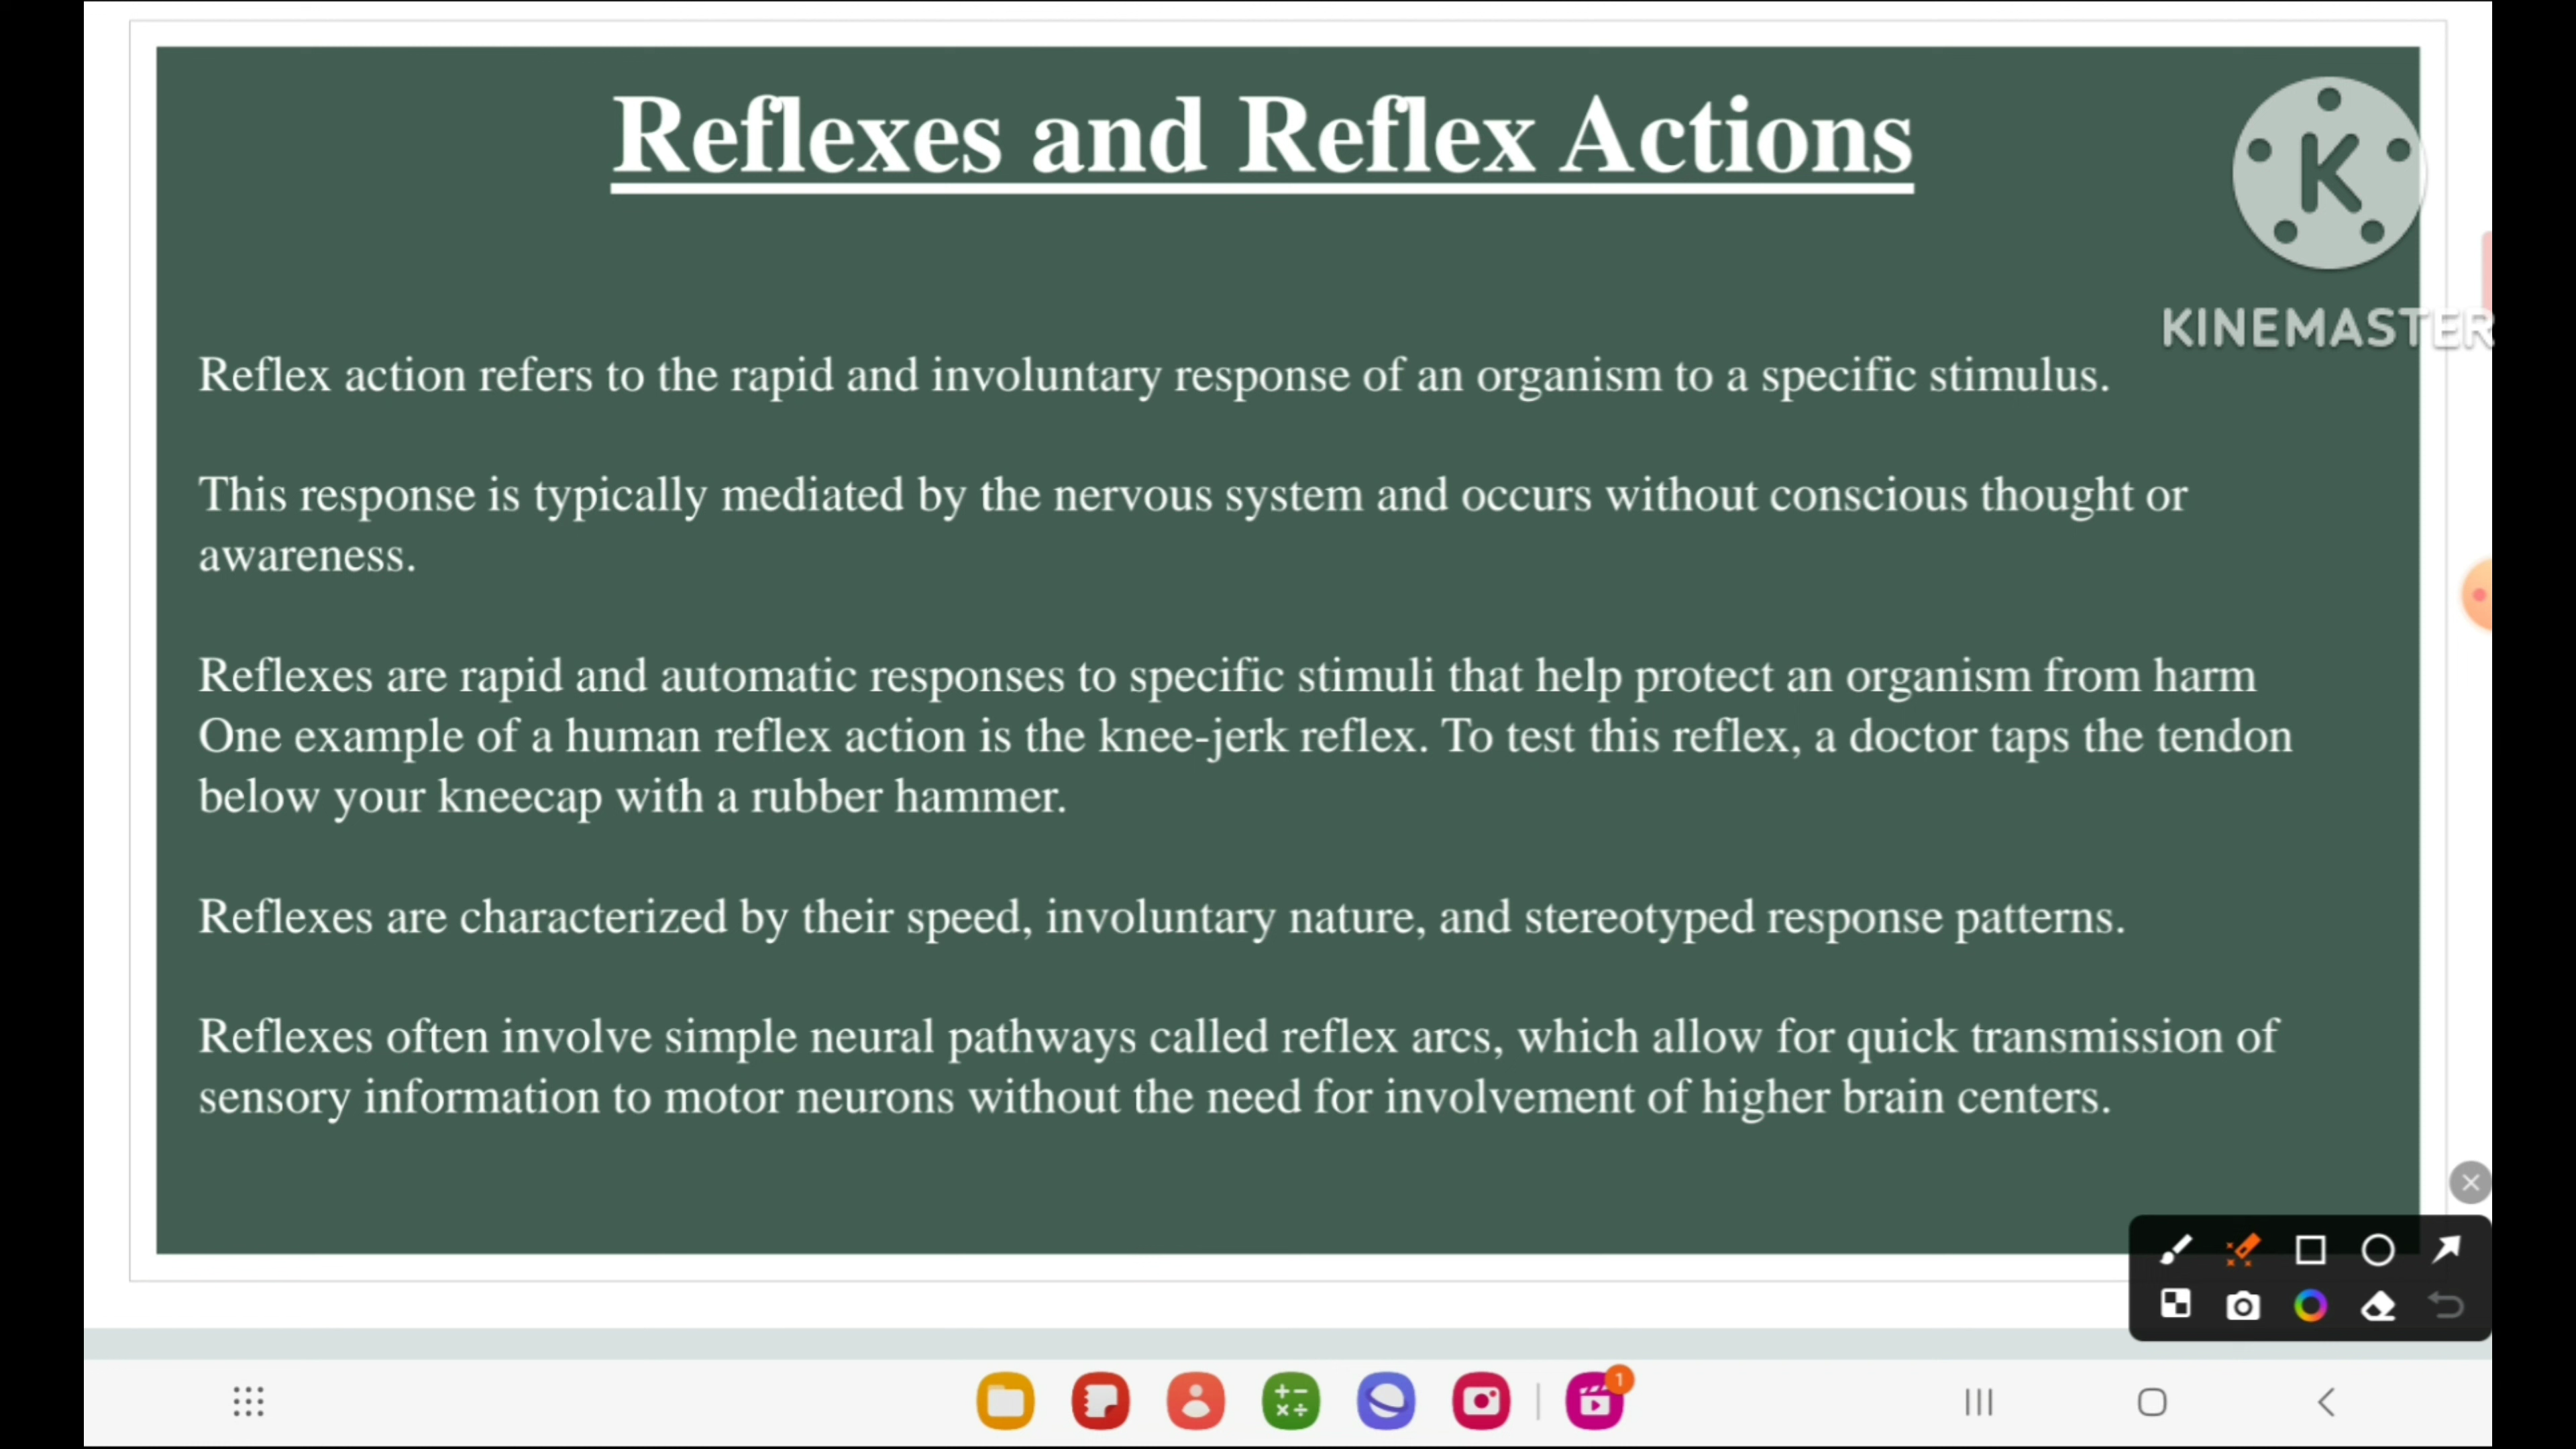 Reflexes and Reflex Actions
K
KINEMASTER
Reflex action refers to the rapid and involuntary response of an organism to a specific stimulus.
This response is typically mediated by the nervous system and occurs without conscious thought or
awareness.
Reflexes are rapid and automatic responses to specific stimuli that help protect an organism from harm
One example of a human reflex action is the knee-jerk reflex. To test this reflex, a doctor taps the tendon
below your kneecap with a rubber hammer.
Reflexes are characterized by their speed, involuntary nature, and stereotyped response patterns.
Reflexes often involve simple neural pathways called reflex arcs, which allow for quick transmission of
sensory information to motor neurons without the need for involvement of higher brain centers.
1